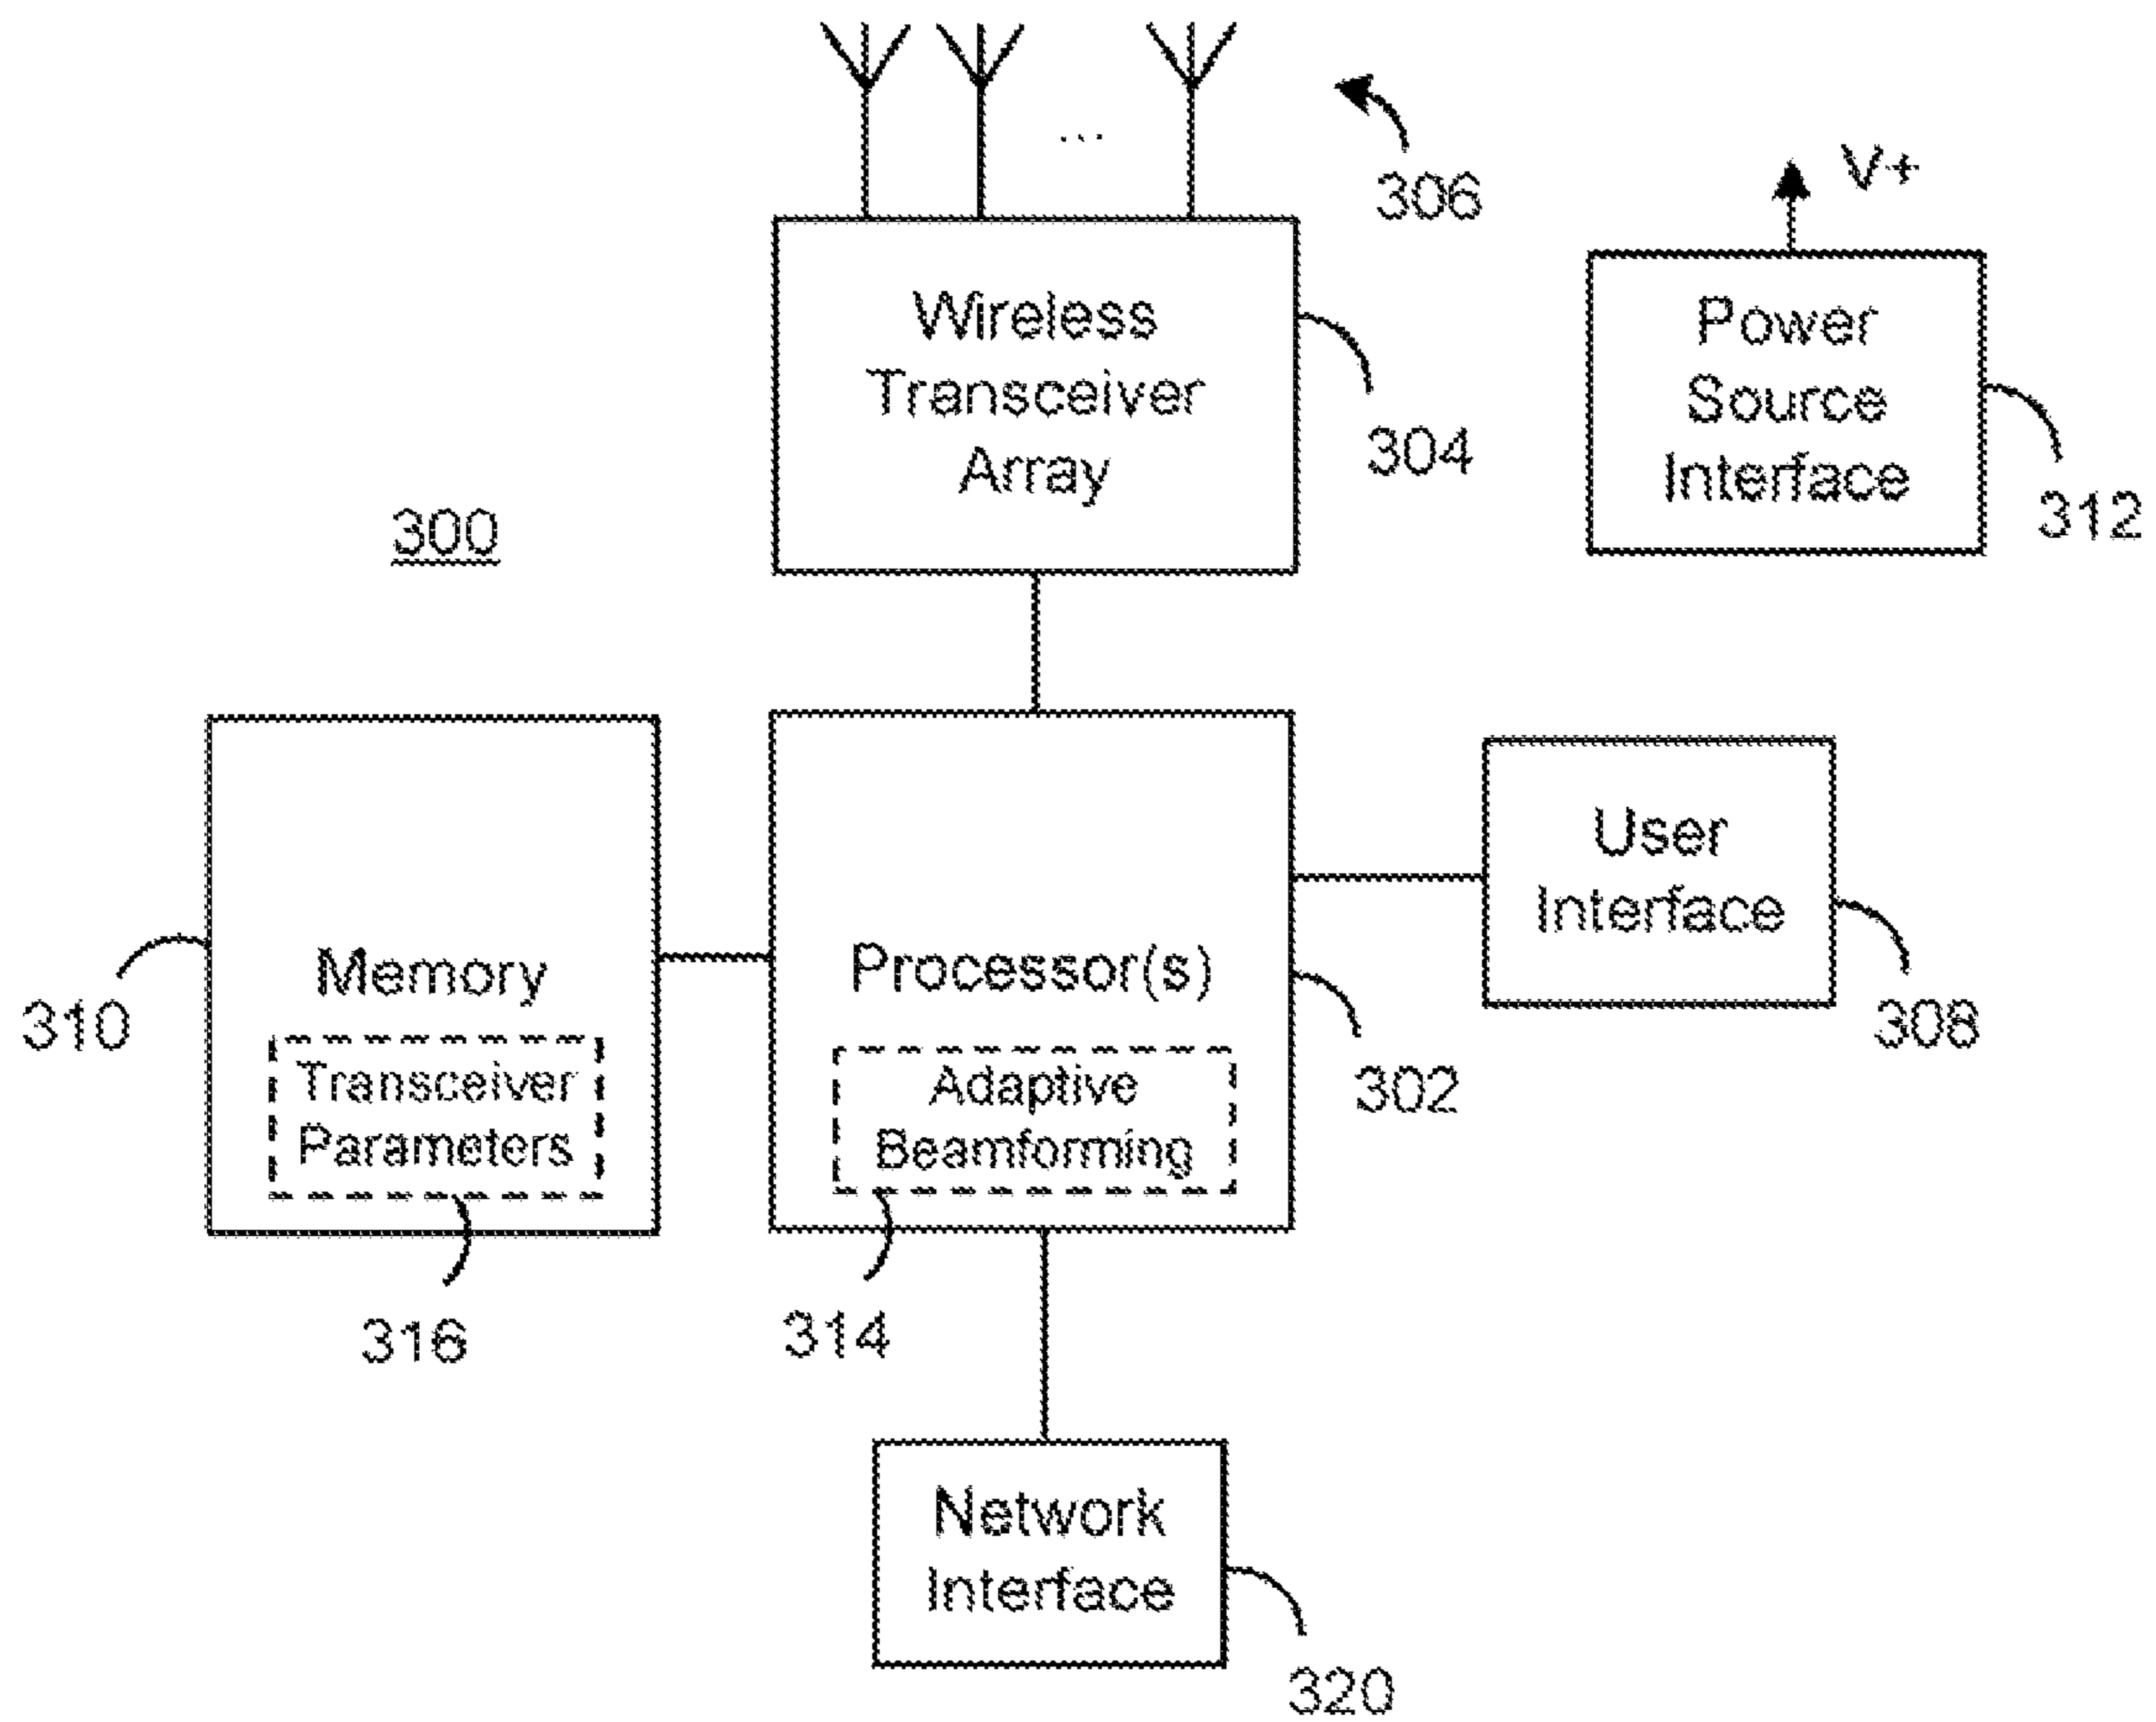 ...
306
V+
Wireless
Transceiver
Array
304
Power
Source
Interface
312
300
Memory
Transceiver
Parameters
310
316
Processor(s)
Adaptive
Beamforming
302
314
User
Interface
308
Network
Interface
320